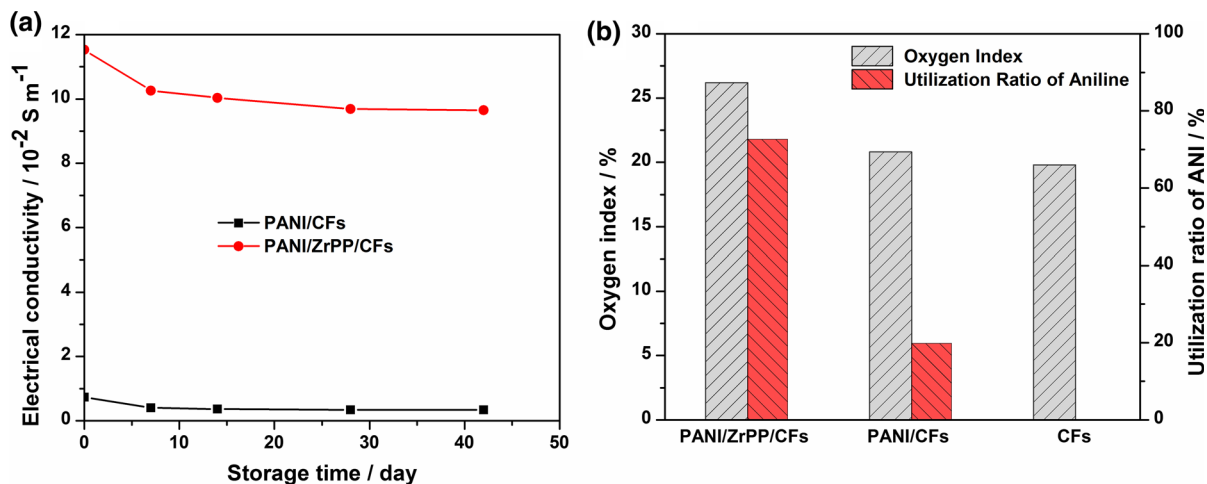 (a)
12
10
8
6
4
2
0
Electrical conductivity / 10⁻² S m⁻¹
PANI/CFs
PANI/ZrPP/CFs
0 10 20 30 40 50
Storage time / day
(b)
30
25
20
15
10
5
0
Oxygen index / %
Oxygen Index
Utilization Ratio of Aniline
100
80
60
40
20
0
Utilization ratio of ANI / %
PANI/ZrPP/CFs PANI/CFs CFs